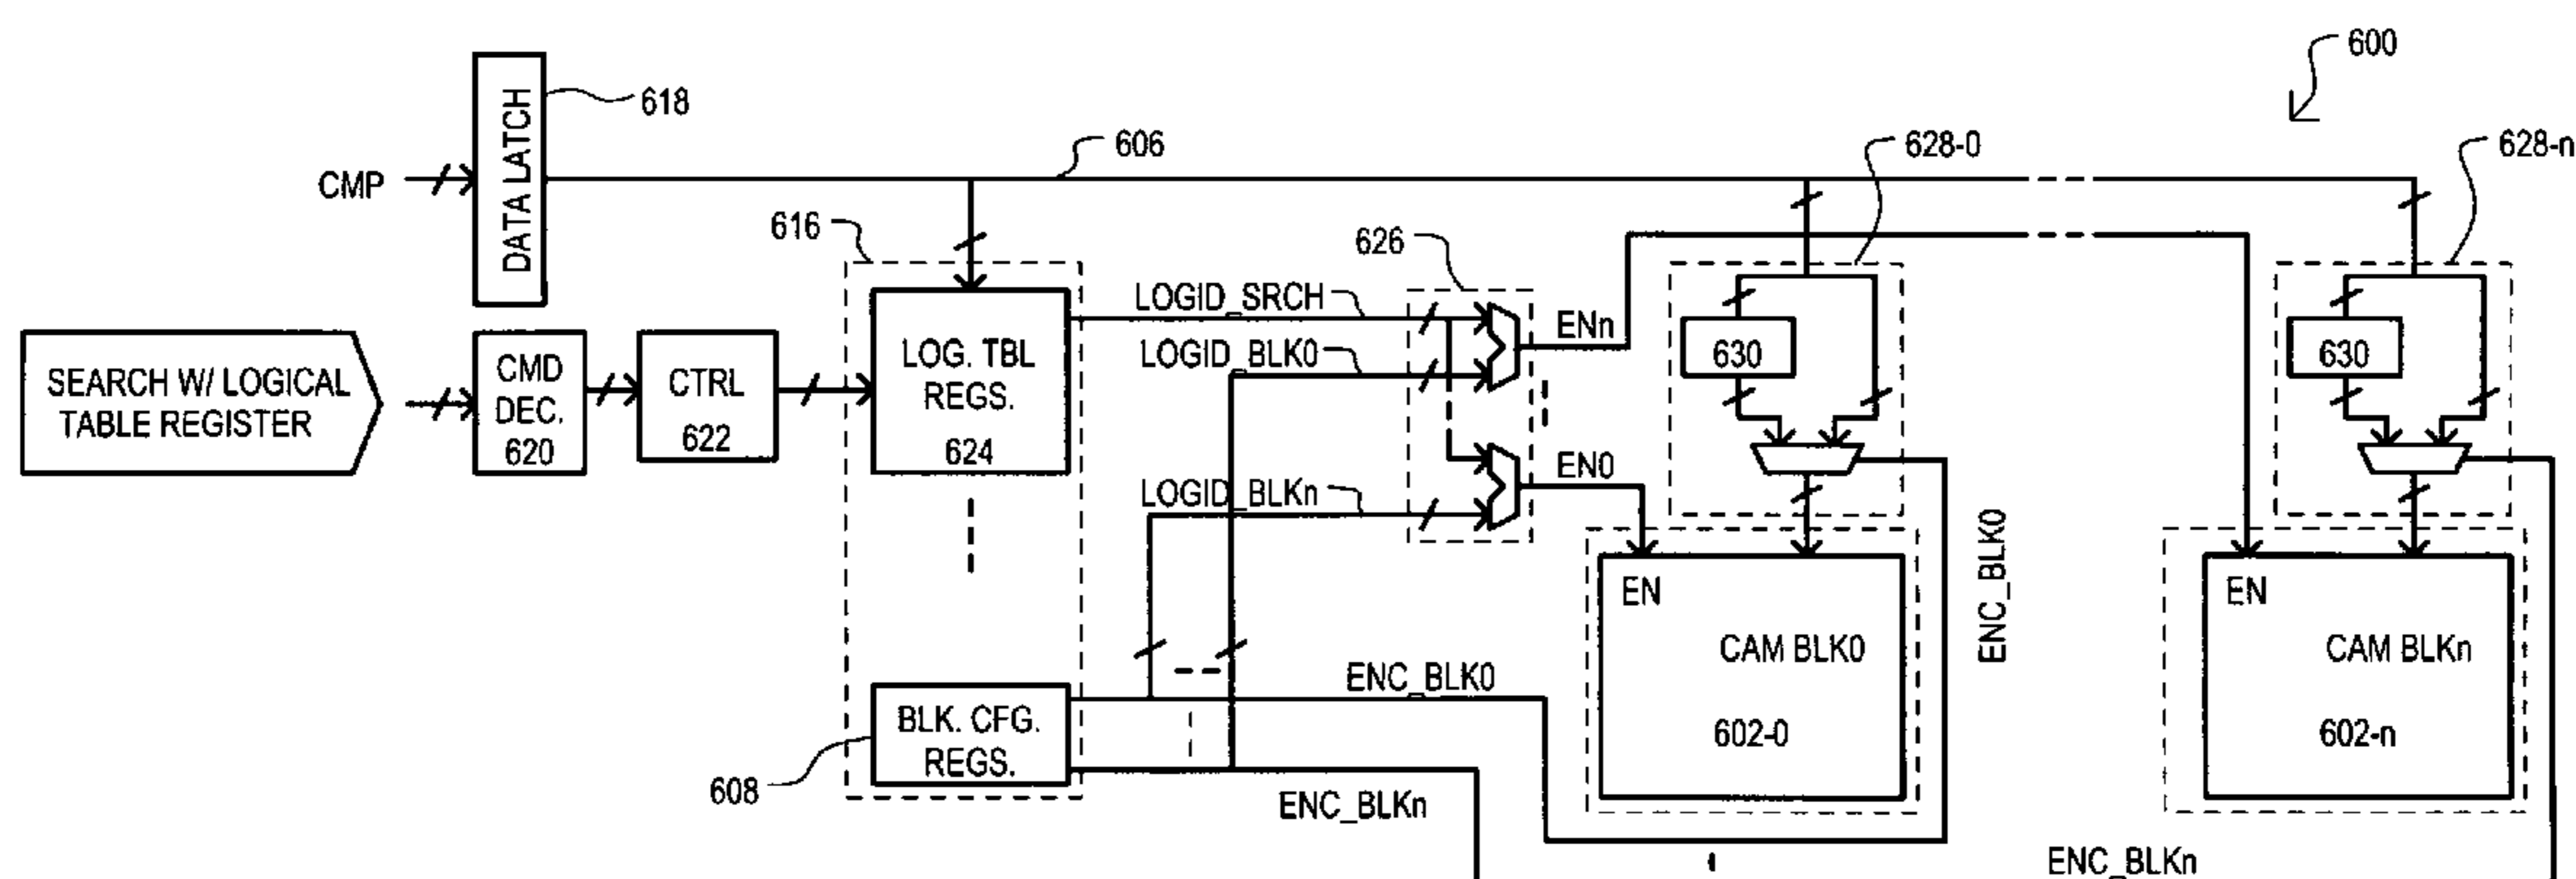 600
618
DATA LATCH
606
628-0
628-n
CMP
616
626
LOGID_SRCH
ENn
SEARCH W/ LOGICAL
TABLE REGISTER
CMD
DEC.
620
CTRL
622
LOG. TBL
REGS.
624
LOGID_BLK0
630
630
LOGID_BLKn
EN0
ENC_BLK0
EN
CAM BLK0
602-0
EN
CAM BLKn
602-n
ENC_BLK0
BLK. CFG.
REGS.
608
ENC_BLKn
ENC_BLKn